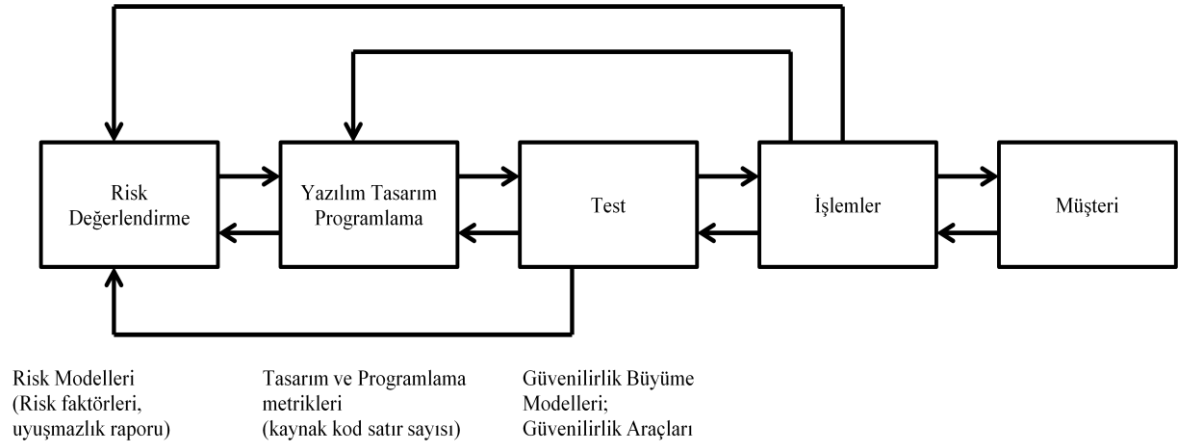 Risk
Değerlendirme
Yazılım Tasarım
Programlama
Test
İşlemler
Müşteri
Risk Modelleri
(Risk faktörleri,
uyuşmazlık raporu)
Tasarım ve Programlama
metrikleri
(kaynak kod satır sayısı)
Güvenilirlik Büyüme
Modelleri;
Güvenilirlik Araçları